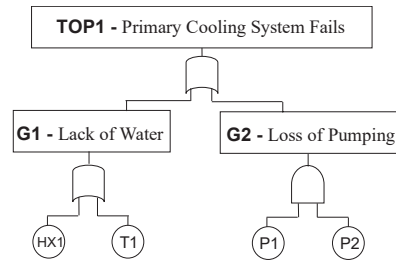 TOP1 - Primary Cooling System Fails
G1 - Lack of Water
G2 - Loss of Pumping
HX1
T1
P1
P2